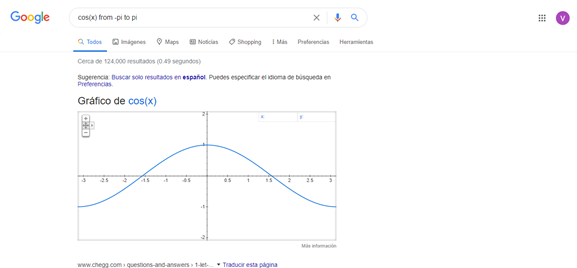 Google
cos(x) from -pi to pi
V
Todos Imágenes Maps Noticias Shopping Más Preferencias Herramientas
Cerca de 124,000 resultados (0.49 segundos)
Sugerencia: Buscar solo resultados en español. Puedes especificar el idioma de búsqueda en
Preferencias.
Gráfico de cos(x)
x y
2
1
-3 -2.5 -2 -1.5 -1 -0.5 0.5 1 1.5 2 2.5 3
-1
-2
Más información
www.chegg.com › questions-and-answers › 1-let-... Traducir esta página